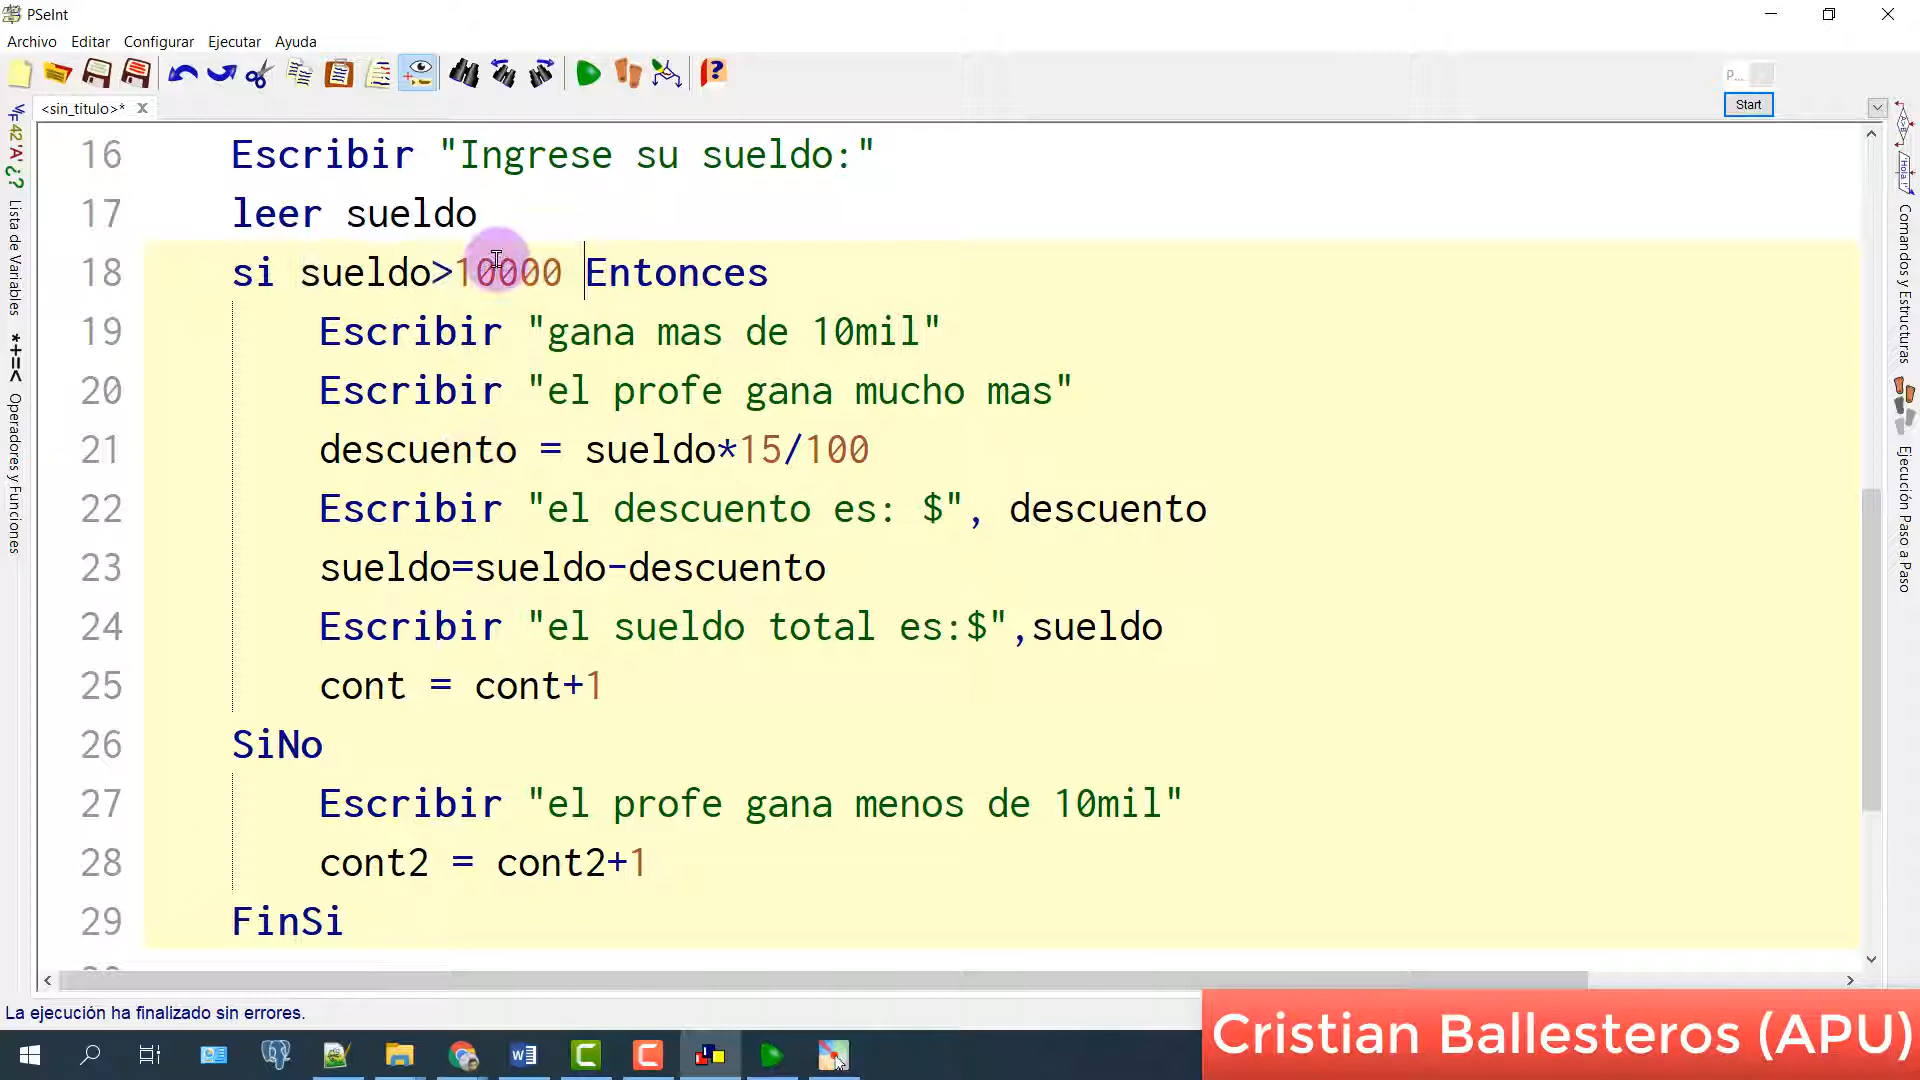 PSeInt
Archivo Editar Configurar Ejecutar Ayuda
P...
Start
<sin_titulo>*
16 Escribir "Ingrese su sueldo:"
17 leer sueldo
18 si sueldo>10000 Entonces
19 Escribir "gana mas de 10mil"
20 Escribir "el profe gana mucho mas"
21 descuento = sueldo*15/100
22 Escribir "el descuento es: $", descuento
23 sueldo=sueldo-descuento
24 Escribir "el sueldo total es:$",sueldo
25 cont = cont+1
26 SiNo
27 Escribir "el profe gana menos de 10mil"
28 cont2 = cont2+1
29 FinSi
Lista de Variables
*+=<
Operadores y Funciones
Comandos y Estructuras
Ejecución Paso a Paso
La ejecución ha finalizado sin errores.
Cristian Ballesteros (APU)